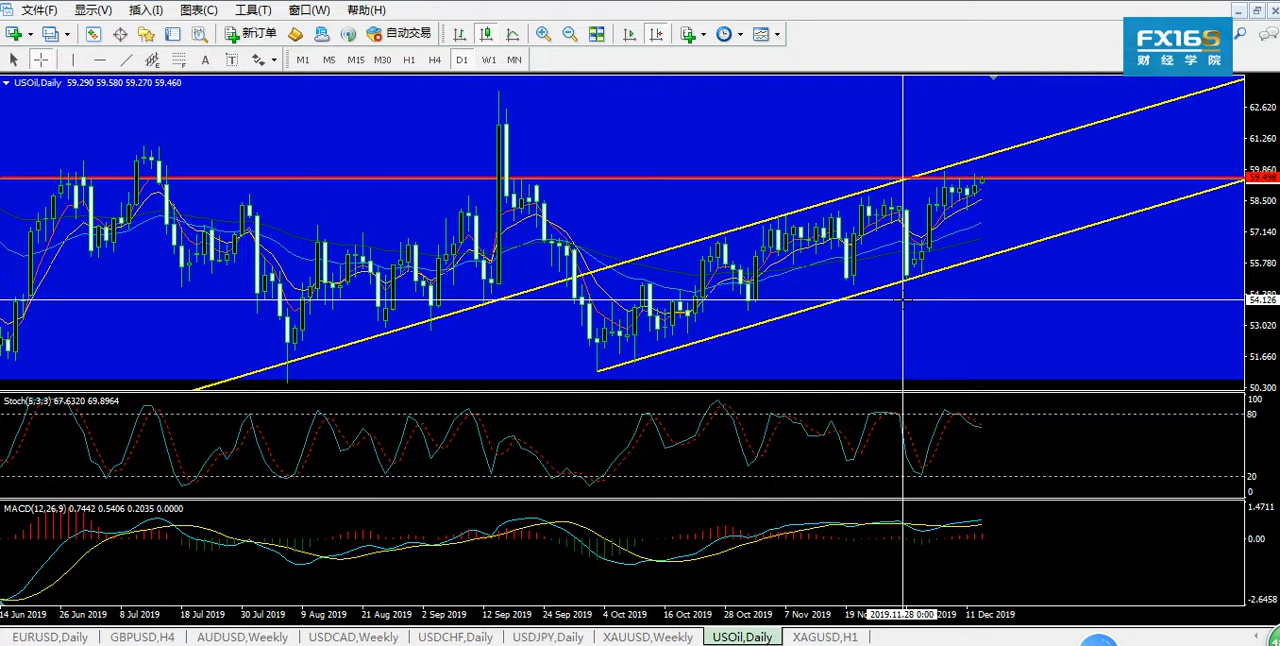 文件(F) 显示(V) 插入(I) 图表(C) 工具(T) 窗口(W) 帮助(H)
新订单 自动交易
FX16S
财经学院
A T M1 M5 M15 M30 H1 H4 D1 W1 MN
USOil,Daily 59.290 59.580 59.270 59.460
62.620
61.260
59.860
59.498
58.500
57.140
55.780
54.126
53.020
51.660
50.300
Stoch(5,3,3) 67.6320 69.8964
100
80
20
0
MACD(12,26,9) 0.7442 0.5406 0.2035 0.0000
1.4711
0.00
-2.6458
14 Jun 2019 26 Jun 2019 8 Jul 2019 18 Jul 2019 30 Jul 2019 9 Aug 2019 21 Aug 2019 2 Sep 2019 12 Sep 2019 24 Sep 2019 4 Oct 2019 16 Oct 2019 28 Oct 2019 7 Nov 2019 2019.11.28 0:00 2019 11 Dec 2019
EURUSD,Daily GBPUSD,H4 AUDUSD,Weekly USDCAD,Weekly USDCHF,Daily USDJPY,Daily XAUUSD,Weekly USOil,Daily XAGUSD,H1